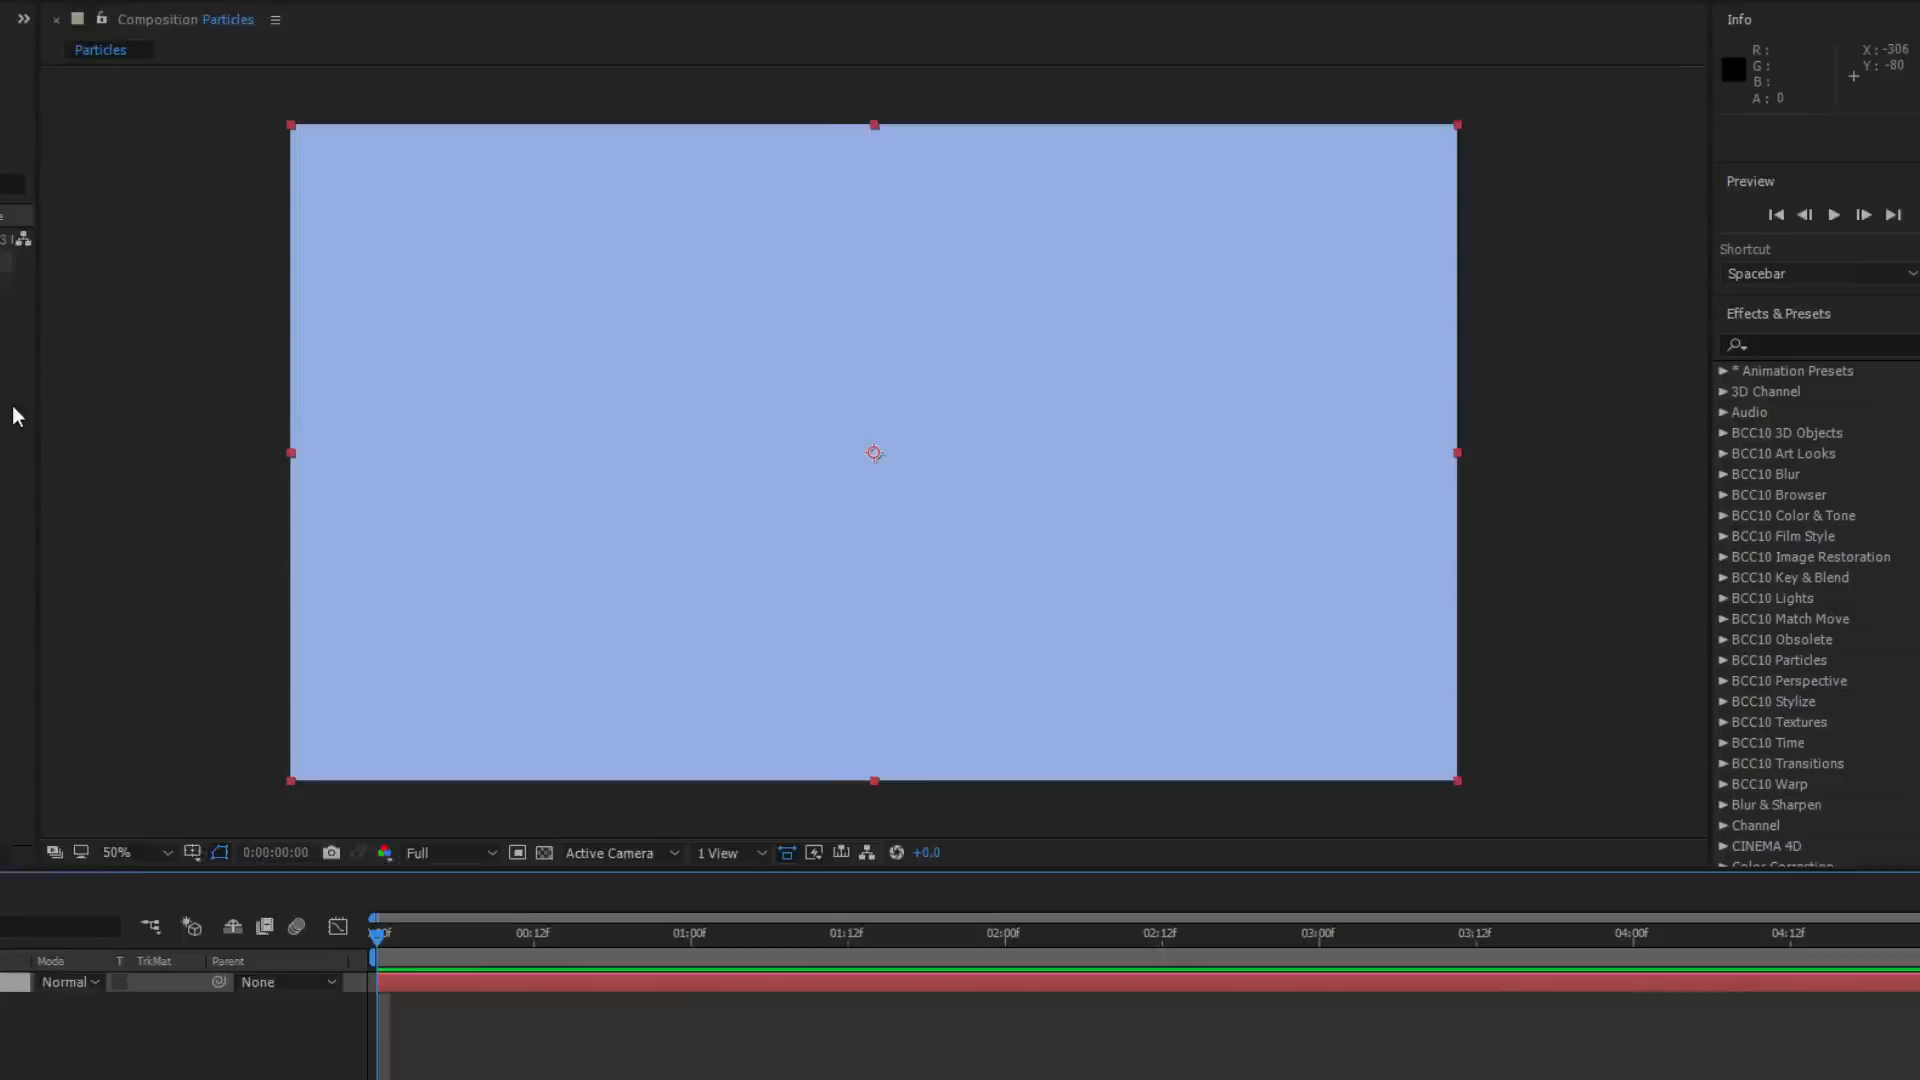 Composition Particles
Particles
Info
R :
G :
B :
A : 0
X : -306
Y : -80
Preview
Shortcut
Spacebar
Effects & Presets
* Animation Presets
3D Channel
Audio
BCC10 3D Objects
BCC10 Art Looks
BCC10 Blur
BCC10 Browser
BCC10 Color & Tone
BCC10 Film Style
BCC10 Image Restoration
BCC10 Key & Blend
BCC10 Lights
BCC10 Match Move
BCC10 Obsolete
BCC10 Particles
BCC10 Perspective
BCC10 Stylize
BCC10 Textures
BCC10 Time
BCC10 Transitions
BCC10 Warp
Blur & Sharpen
Channel
CINEMA 4D
Color Correction
50% 0:00:00:00 Full Active Camera 1 View +0.0
00:12f 01:00f 01:12f 02:00f 02:12f 03:00f 03:12f 04:00f 04:12f
Mode T TrkMat Parent
Normal None